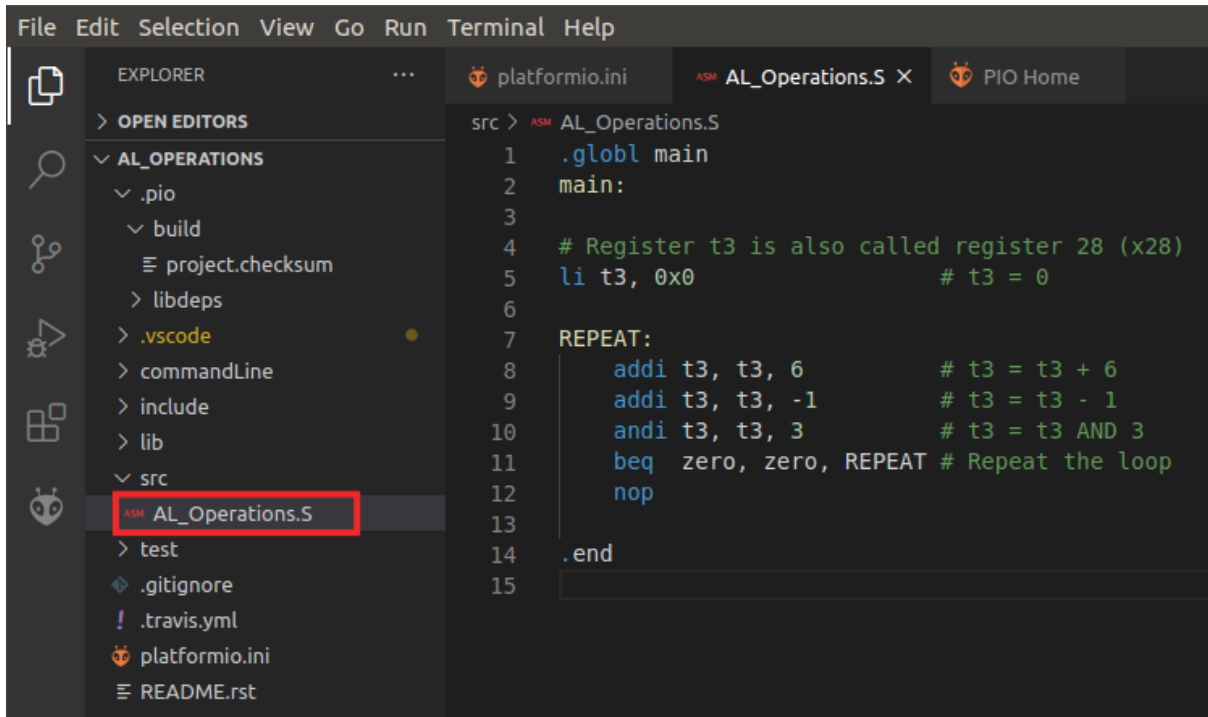 File Edit Selection View Go Run Terminal Help
EXPLORER ...
OPEN EDITORS
AL_OPERATIONS
.pio
build
project.checksum
libdeps
.vscode
commandLine
include
lib
src
ASM AL_Operations.S
test
.gitignore
! .travis.yml
platformio.ini
README.rst
platformio.ini ASM AL_Operations.S × PIO Home
src > ASM AL_Operations.S
1 .globl main
2 main:
3
4 # Register t3 is also called register 28 (x28)
5 li t3, 0x0 # t3 = 0
6
7 REPEAT:
8 addi t3, t3, 6 # t3 = t3 + 6
9 addi t3, t3, -1 # t3 = t3 - 1
10 andi t3, t3, 3 # t3 = t3 AND 3
11 beq zero, zero, REPEAT # Repeat the loop
12 nop
13
14 .end
15